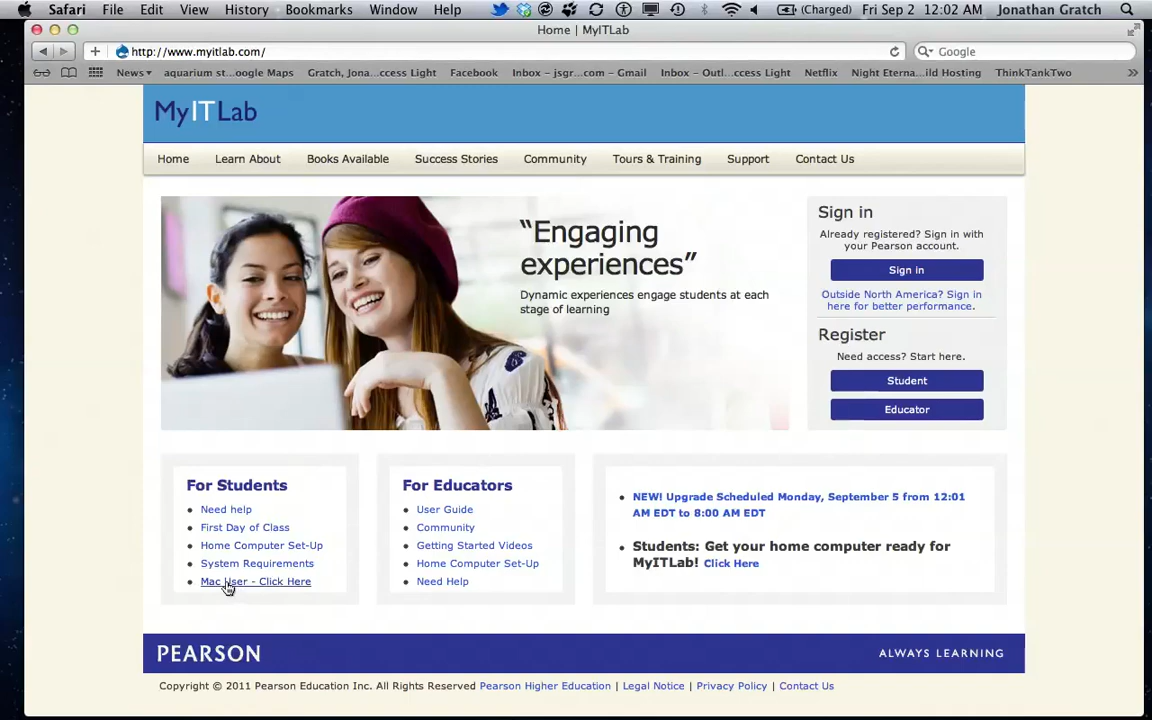 Safari File Edit View History Bookmarks Window Help (Charged) Fri Sep 2 12:02 AM Jonathan Gratch
Home | MyITLab
http://www.myitlab.com/ Google
News aquarium st...oogle Maps Gratch, Jona...ccess Light Facebook Inbox – jsgr...com – Gmail Inbox – Outl...ccess Light Netflix Night Eterna...ild Hosting ThinkTankTwo
MyITLab
Home Learn About Books Available Success Stories Community Tours & Training Support Contact Us
“Engaging
experiences”
Dynamic experiences engage students at each
stage of learning
Sign in
Already registered? Sign in with
your Pearson account.
Sign in
Outside North America? Sign in
here for better performance.
Register
Need access? Start here.
Student
Educator
For Students
Need help
First Day of Class
Home Computer Set-Up
System Requirements
Mac User - Click Here
For Educators
User Guide
Community
Getting Started Videos
Home Computer Set-Up
Need Help
NEW! Upgrade Scheduled Monday, September 5 from 12:01
AM EDT to 8:00 AM EDT
Students: Get your home computer ready for
MyITLab! Click Here
PEARSON ALWAYS LEARNING
Copyright © 2011 Pearson Education Inc. All Rights Reserved Pearson Higher Education | Legal Notice | Privacy Policy | Contact Us